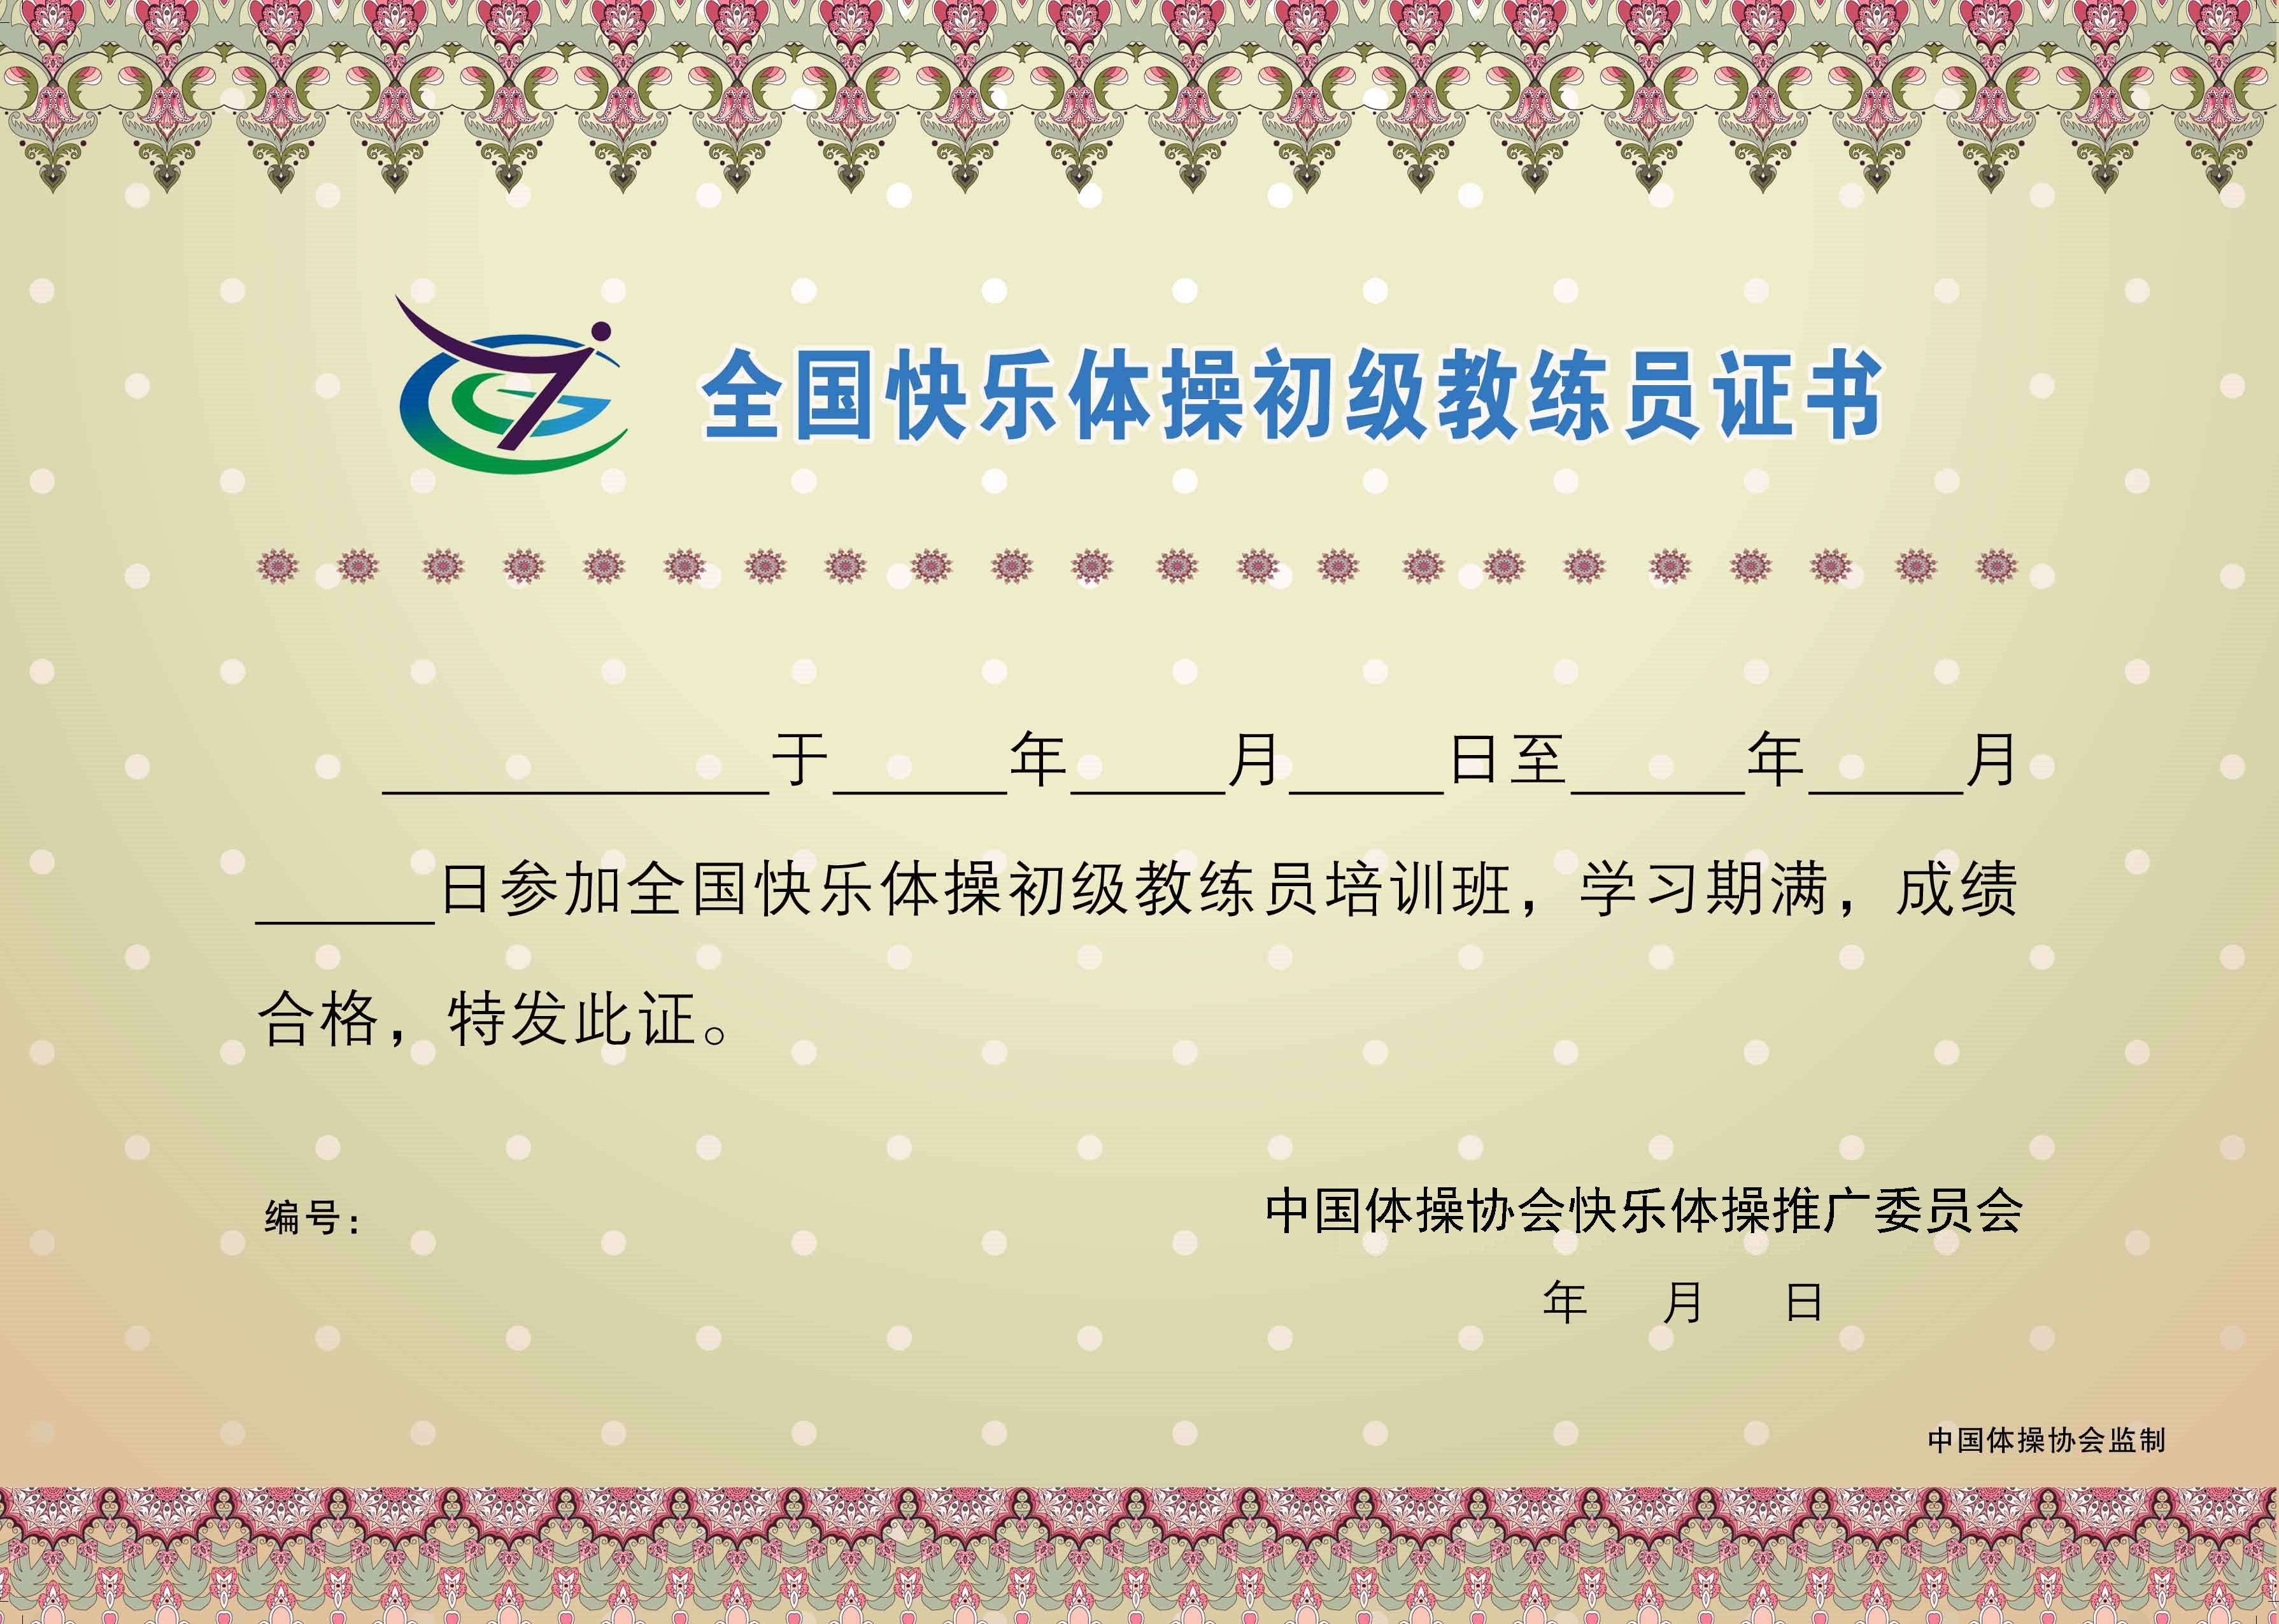 全国快乐体操初级教练员证书
____________于_____年_____月_____日至_____年_____月
_____日参加全国快乐体操初级教练员培训班，学习期满，成绩
合格，特发此证。
编号：
中国体操协会快乐体操推广委员会
年 月 日
中国体操协会监制